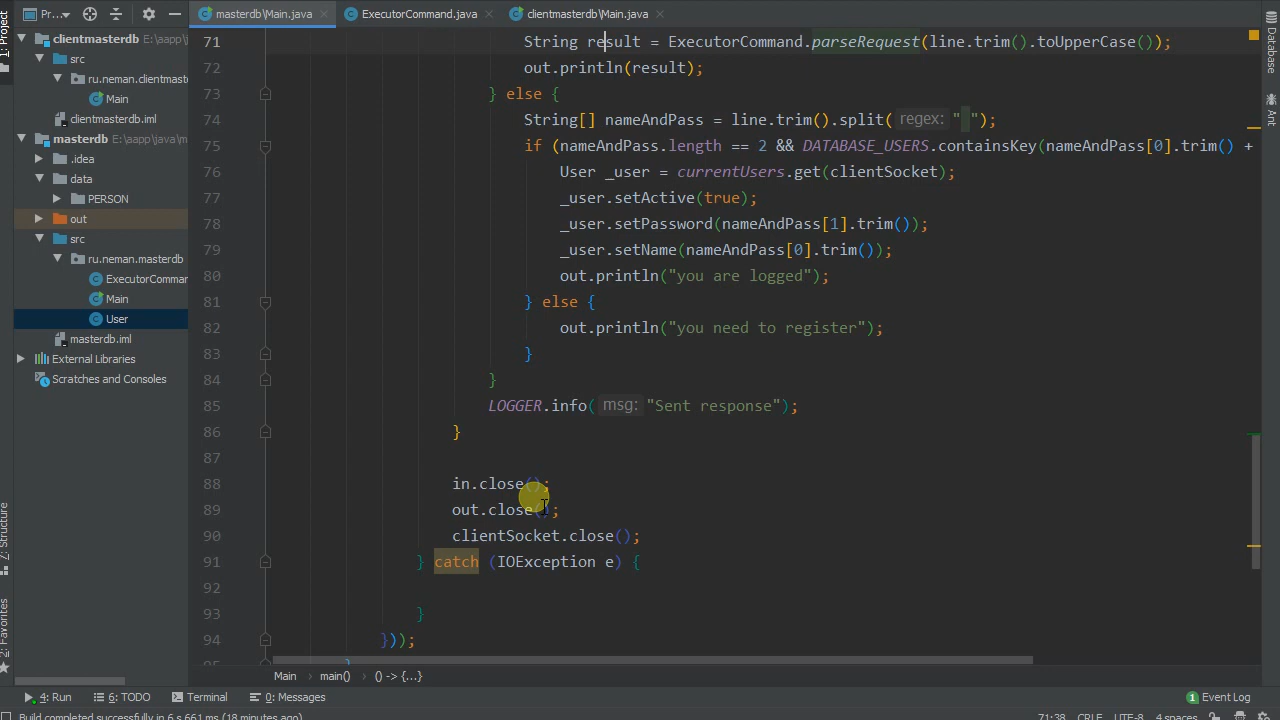 Pr...
masterdb\Main.java
ExecutorCommand.java
clientmasterdb\Main.java
1: Project
clientmasterdb E:\aapp\java
src
ru.neman.clientmaste
Main
clientmasterdb.iml
masterdb E:\aapp\java\m
.idea
data
PERSON
out
src
ru.neman.masterdb
ExecutorComma
Main
User
masterdb.iml
External Libraries
Scratches and Consoles
7: Structure
2: Favorites
71 String result = ExecutorCommand.parseRequest(line.trim().toUpperCase());
72 out.println(result);
73 } else {
74 String[] nameAndPass = line.trim().split( regex: " ");
75 if (nameAndPass.length == 2 && DATABASE_USERS.containsKey(nameAndPass[0].trim() +
76 User _user = currentUsers.get(clientSocket);
77 _user.setActive(true);
78 _user.setPassword(nameAndPass[1].trim());
79 _user.setName(nameAndPass[0].trim());
80 out.println("you are logged");
81 } else {
82 out.println("you need to register");
83 }
84 }
85 LOGGER.info( msg: "Sent response");
86 }
87
88 in.close();
89 out.close();
90 clientSocket.close();
91 } catch (IOException e) {
92
93 }
94 }));
95 }
Database
Ant
Main main() () -> {...}
4: Run 6: TODO Terminal 0: Messages 1 Event Log
Build completed successfully in 6 s 661 ms (18 minutes ago) 71:38 CRLF UTF-8 4 spaces